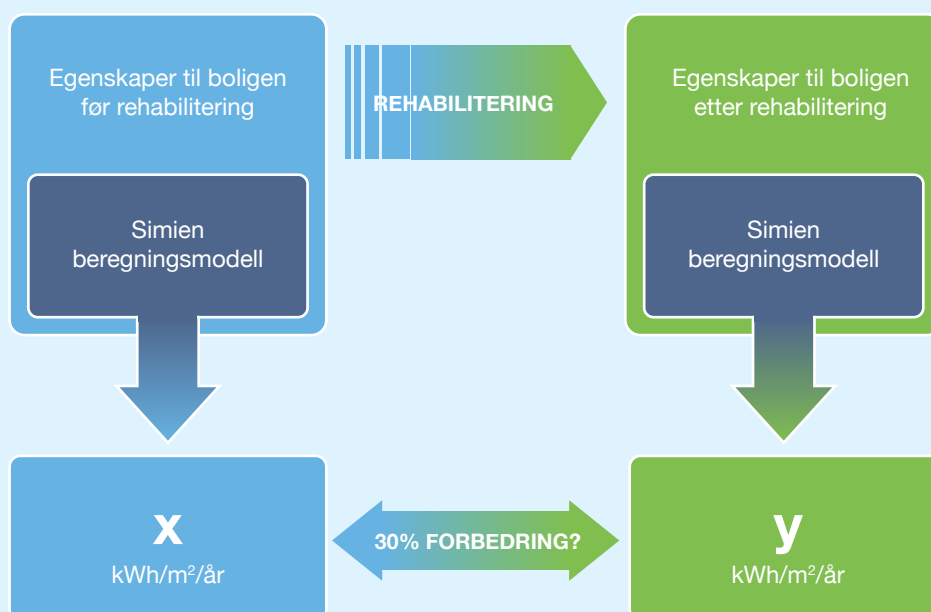 Egenskaper til boligen
før rehabilitering
REHABILITERING
Egenskaper til boligen
etter rehabilitering
Simien
beregningsmodell
Simien
beregningsmodell
x
kWh/m²/år
30% FORBEDRING?
y
kWh/m²/år